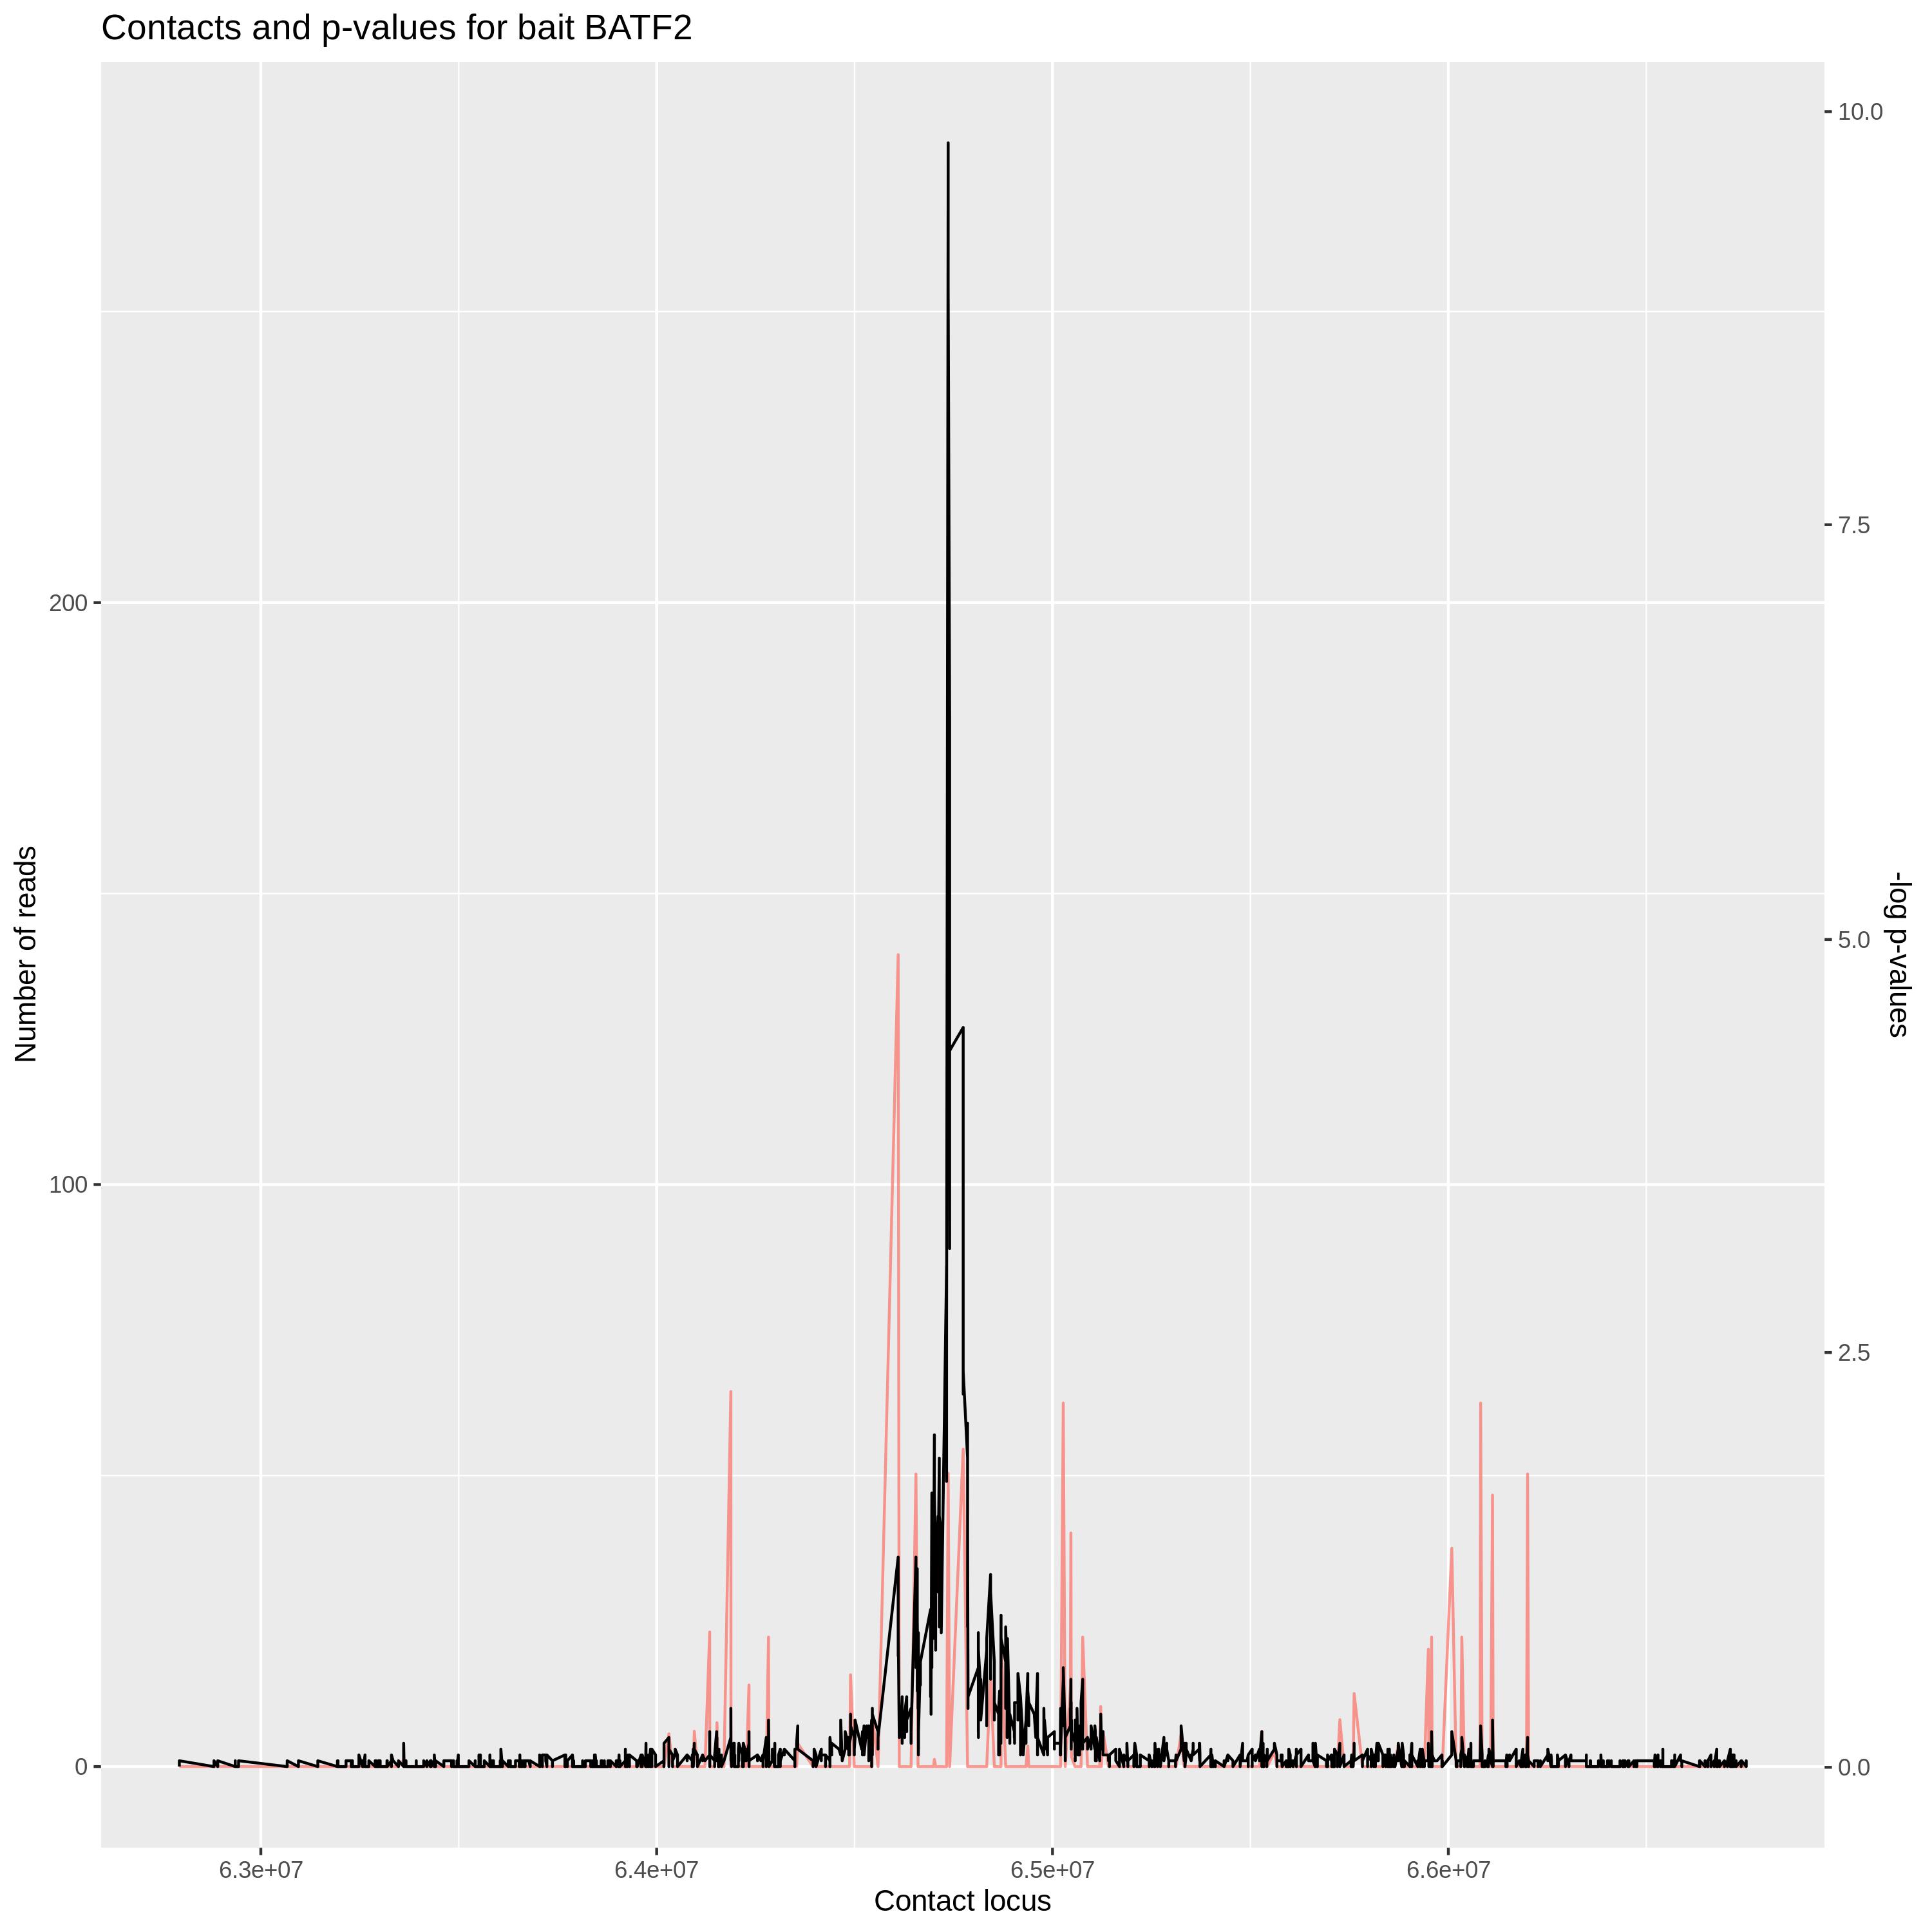 Contacts and p-values for bait BATF2
10.0
7.5
200
5.0
Number of reads
-log p-values
100
2.5
0
0.0
6.3e+07
6.4e+07
6.5e+07
6.6e+07
Contact locus